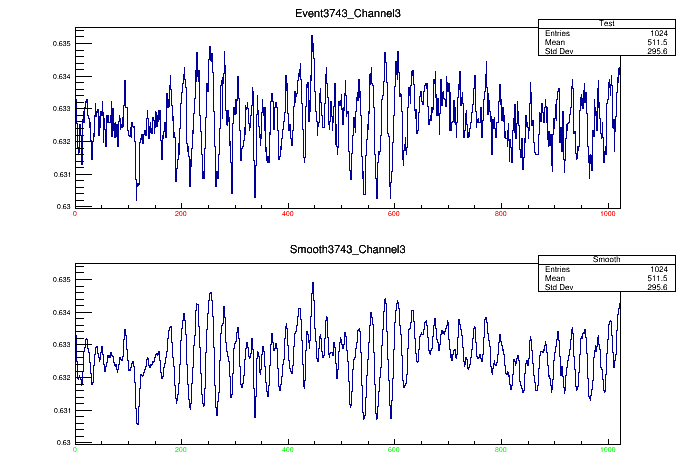 Event3743_Channel3
Test
Entries 1024
Mean 511.5
Std Dev 295.6
0.635
0.634
0.633
0.632
0.631
0.63
0 200 400 600 800 1000
Smooth3743_Channel3
Smooth
Entries 1024
Mean 511.5
Std Dev 295.6
0.635
0.634
0.633
0.632
0.631
0.63
0 200 400 600 800 1000